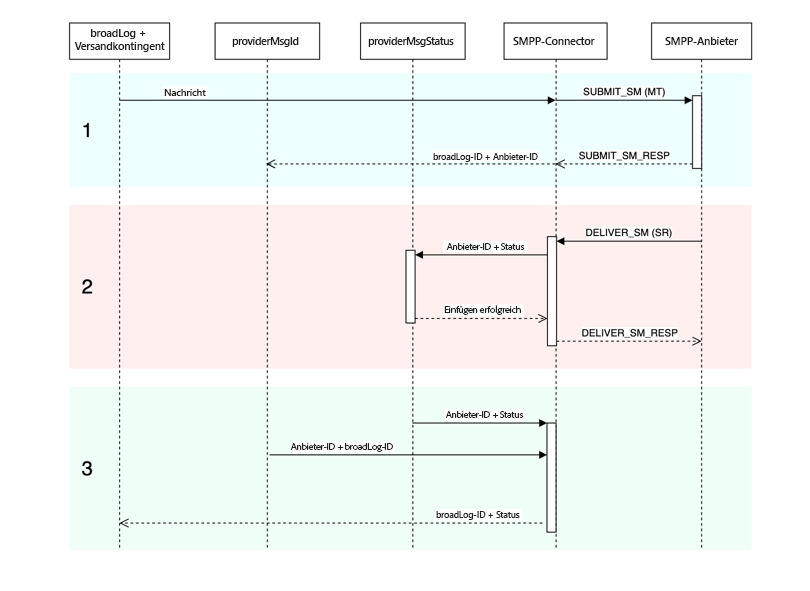 broadLog +
Versandkontingent
providerMsgId
providerMsgStatus
SMPP-Connector
SMPP-Anbieter
1
Nachricht
SUBMIT_SM (MT)
broadLog-ID + Anbieter-ID
SUBMIT_SM_RESP
2
DELIVER_SM (SR)
Anbieter-ID + Status
Einfügen erfolgreich
DELIVER_SM_RESP
3
Anbieter-ID + Status
Anbieter-ID + broadLog-ID
broadLog-ID + Status